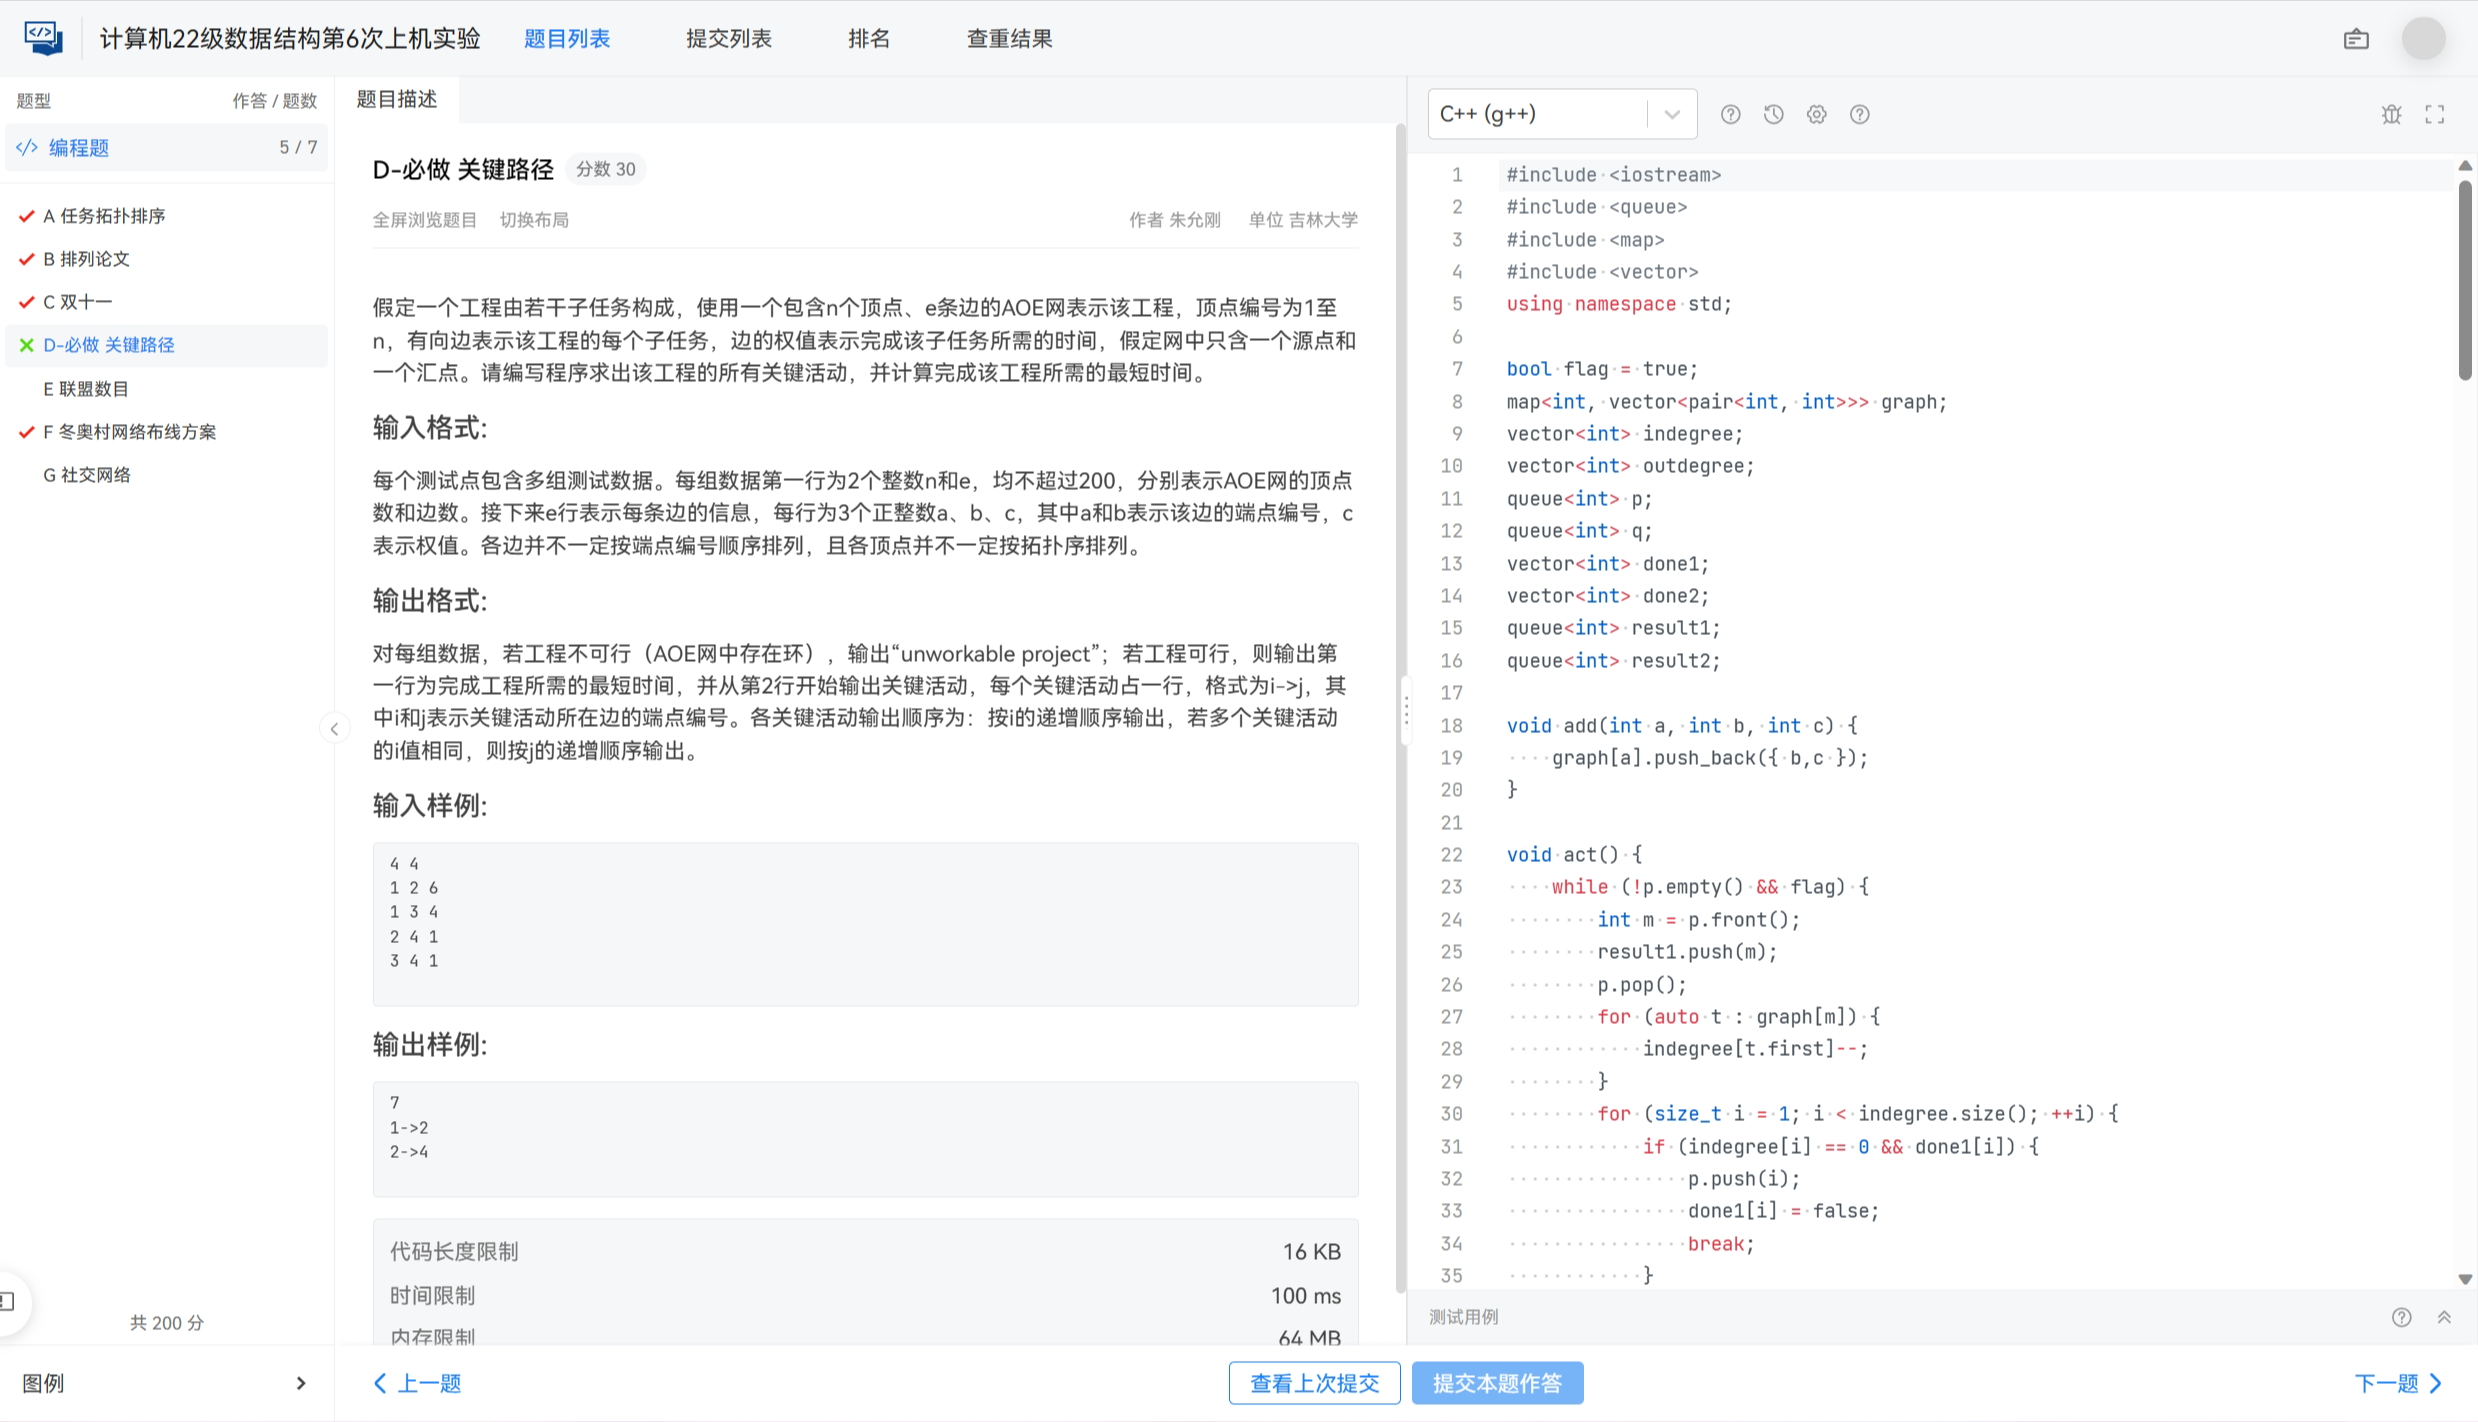 计算机22级数据结构第6次上机实验 题目列表 提交列表 排名 查重结果
题型 作答 / 题数
</> 编程题 5 / 7
A 任务拓扑排序
B 排列论文
C 双十一
D-必做 关键路径
E 联盟数目
F 冬奥村网络布线方案
G 社交网络
共 200 分
图例
题目描述
D-必做 关键路径 分数 30
全屏浏览题目 切换布局 作者 朱允刚 单位 吉林大学
假定一个工程由若干子任务构成，使用一个包含n个顶点、e条边的AOE网表示该工程，顶点编号为1至
n，有向边表示该工程的每个子任务，边的权值表示完成该子任务所需的时间，假定网中只含一个源点和
一个汇点。请编写程序求出该工程的所有关键活动，并计算完成该工程所需的最短时间。
输入格式:
每个测试点包含多组测试数据。每组数据第一行为2个整数n和e，均不超过200，分别表示AOE网的顶点
数和边数。接下来e行表示每条边的信息，每行为3个正整数a、b、c，其中a和b表示该边的端点编号，c
表示权值。各边并不一定按端点编号顺序排列，且各顶点并不一定按拓扑序排列。
输出格式:
对每组数据，若工程不可行（AOE网中存在环），输出“unworkable project”；若工程可行，则输出第
一行为完成工程所需的最短时间，并从第2行开始输出关键活动，每个关键活动占一行，格式为i->j，其
中i和j表示关键活动所在边的端点编号。各关键活动输出顺序为：按i的递增顺序输出，若多个关键活动
的i值相同，则按j的递增顺序输出。
输入样例:
4 4
1 2 6
1 3 4
2 4 1
3 4 1
输出样例:
7
1->2
2->4
代码长度限制 16 KB
时间限制 100 ms
内存限制 64 MB
上一题 查看上次提交 提交本题作答 下一题
C++ (g++)
1 #include <iostream>
2 #include <queue>
3 #include <map>
4 #include <vector>
5 using namespace std;
6
7 bool flag = true;
8 map<int, vector<pair<int, int>>> graph;
9 vector<int> indegree;
10 vector<int> outdegree;
11 queue<int> p;
12 queue<int> q;
13 vector<int> done1;
14 vector<int> done2;
15 queue<int> result1;
16 queue<int> result2;
17
18 void add(int a, int b, int c) {
19     graph[a].push_back({ b,c });
20 }
21
22 void act() {
23     while (!p.empty() && flag) {
24         int m = p.front();
25         result1.push(m);
26         p.pop();
27         for (auto t : graph[m]) {
28             indegree[t.first]--;
29         }
30         for (size_t i = 1; i < indegree.size(); ++i) {
31             if (indegree[i] == 0 && done1[i]) {
32                 p.push(i);
33                 done1[i] = false;
34                 break;
35             }
测试用例